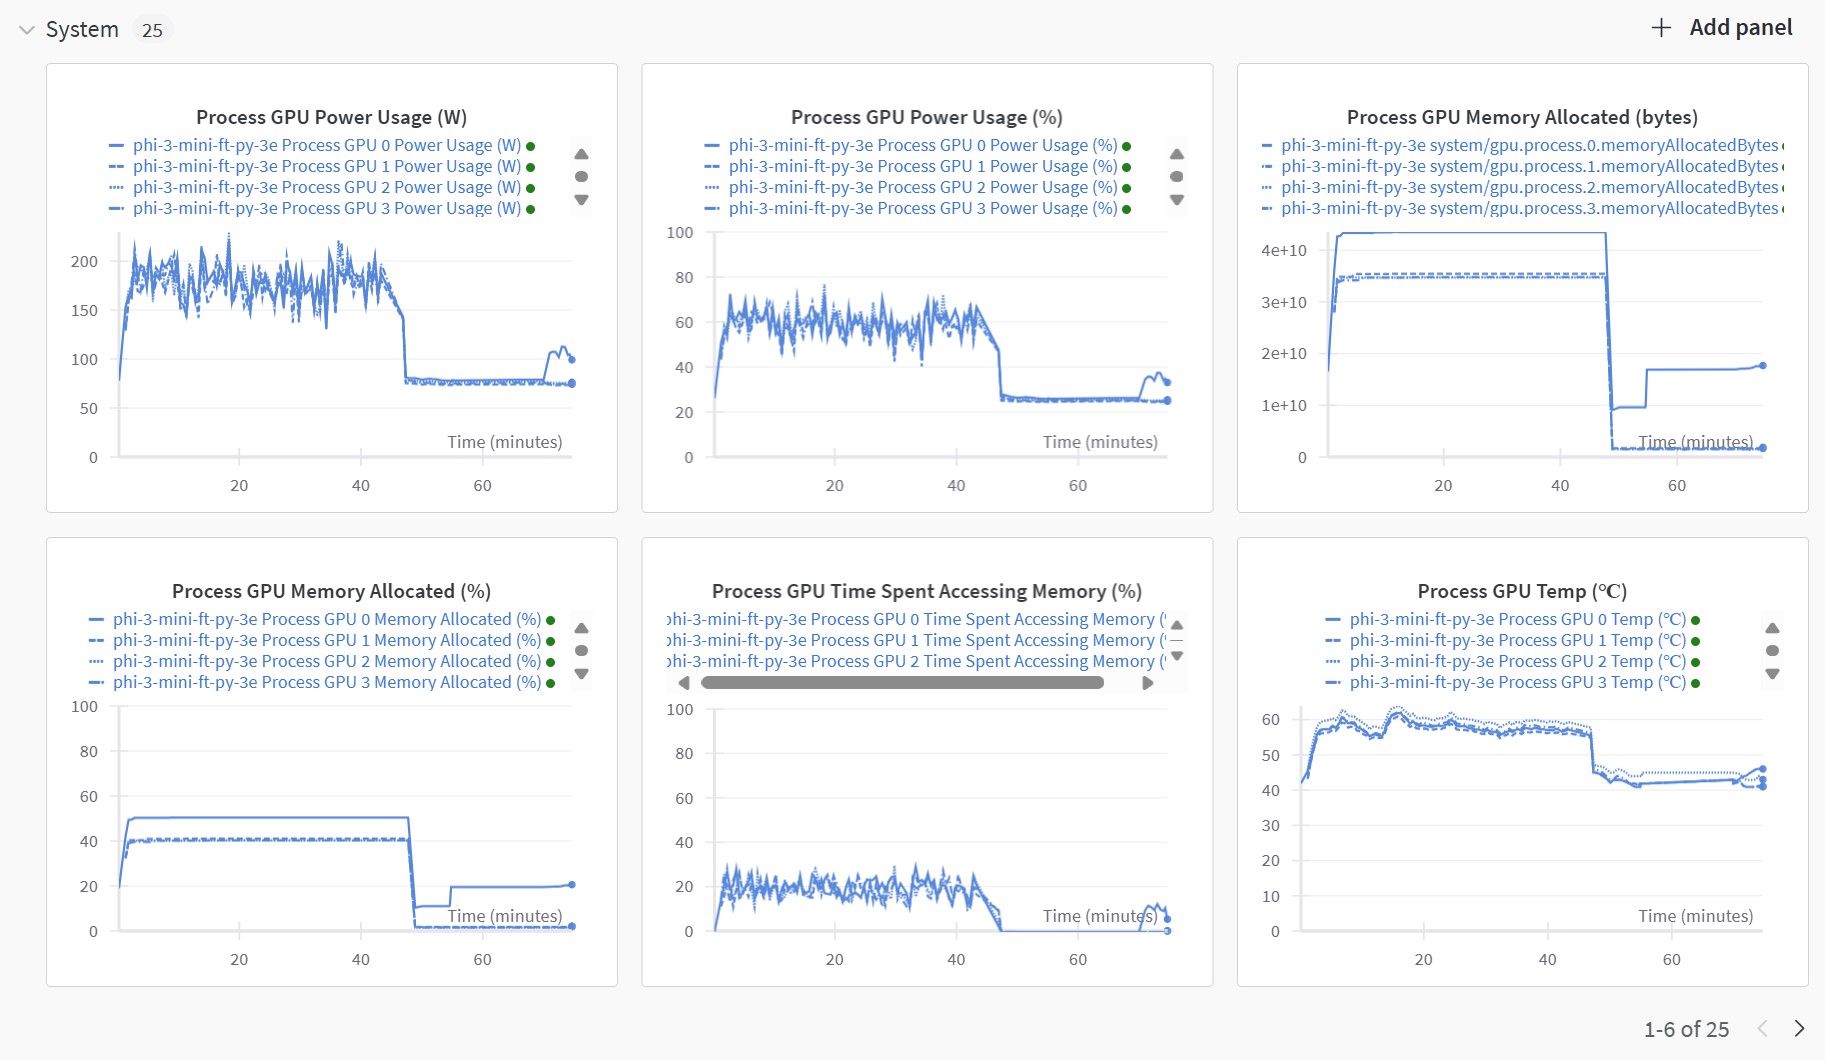 System 25
Add panel
Process GPU Power Usage (W)
phi-3-mini-ft-py-3e Process GPU 0 Power Usage (W)
phi-3-mini-ft-py-3e Process GPU 1 Power Usage (W)
phi-3-mini-ft-py-3e Process GPU 2 Power Usage (W)
phi-3-mini-ft-py-3e Process GPU 3 Power Usage (W)
200
150
100
50
0
Time (minutes)
20 40 60
Process GPU Power Usage (%)
phi-3-mini-ft-py-3e Process GPU 0 Power Usage (%)
phi-3-mini-ft-py-3e Process GPU 1 Power Usage (%)
phi-3-mini-ft-py-3e Process GPU 2 Power Usage (%)
phi-3-mini-ft-py-3e Process GPU 3 Power Usage (%)
100
80
60
40
20
0
Time (minutes)
20 40 60
Process GPU Memory Allocated (bytes)
phi-3-mini-ft-py-3e system/gpu.process.0.memoryAllocatedBytes
phi-3-mini-ft-py-3e system/gpu.process.1.memoryAllocatedBytes
phi-3-mini-ft-py-3e system/gpu.process.2.memoryAllocatedBytes
phi-3-mini-ft-py-3e system/gpu.process.3.memoryAllocatedBytes
4e+10
3e+10
2e+10
1e+10
0
Time (minutes)
20 40 60
Process GPU Memory Allocated (%)
phi-3-mini-ft-py-3e Process GPU 0 Memory Allocated (%)
phi-3-mini-ft-py-3e Process GPU 1 Memory Allocated (%)
phi-3-mini-ft-py-3e Process GPU 2 Memory Allocated (%)
phi-3-mini-ft-py-3e Process GPU 3 Memory Allocated (%)
100
80
60
40
20
0
Time (minutes)
20 40 60
Process GPU Time Spent Accessing Memory (%)
phi-3-mini-ft-py-3e Process GPU 0 Time Spent Accessing Memory (
phi-3-mini-ft-py-3e Process GPU 1 Time Spent Accessing Memory (
phi-3-mini-ft-py-3e Process GPU 2 Time Spent Accessing Memory (
100
80
60
40
20
0
Time (minutes)
20 40 60
Process GPU Temp (℃)
phi-3-mini-ft-py-3e Process GPU 0 Temp (℃)
phi-3-mini-ft-py-3e Process GPU 1 Temp (℃)
phi-3-mini-ft-py-3e Process GPU 2 Temp (℃)
phi-3-mini-ft-py-3e Process GPU 3 Temp (℃)
60
50
40
30
20
10
0
Time (minutes)
20 40 60
1-6 of 25